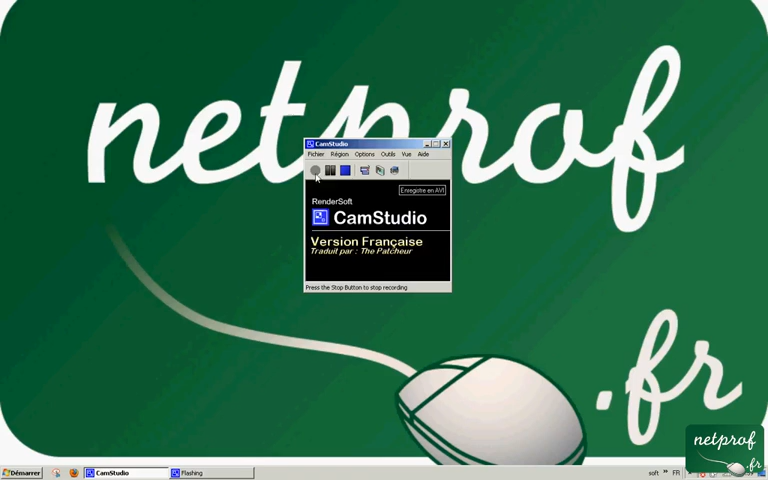 netprof
.fr
CamStudio
Fichier Région Options Outils Vue Aide
Enregistre en AVI
RenderSoft
CamStudio
Version Française
Traduit par : The Patcheur
Press the Stop Button to stop recording
netprof
.fr
Démarrer CamStudio Flashing soft » FR